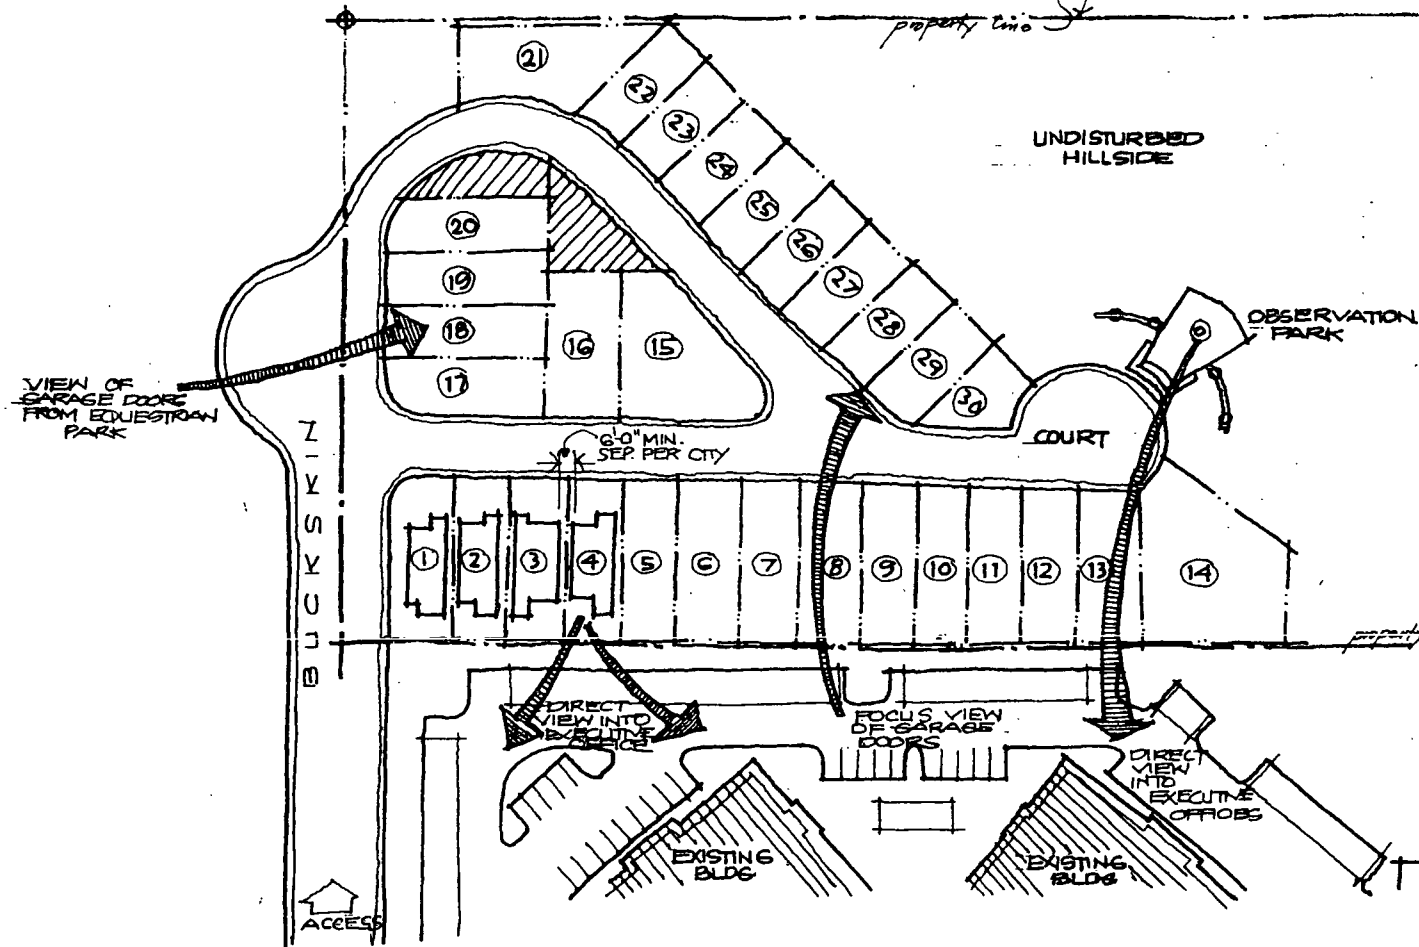 property line
21
22
23
24
25
26
27
28
29
30
UNDISTURBED
HILLSIDE
20
19
18
17
16
15
OBSERVATION
PARK
VIEW OF
GARAGE DOORS
FROM EQUESTRIAN
PARK
6'-0" MIN.
SEP. PER CITY
COURT
BUCKSKIN
1
2
3
4
5
6
7
8
9
10
11
12
13
14
DIRECT
VIEW INTO
EXECUTIVE
OFFICE
FOCUS VIEW
OF GARAGE
DOORS
DIRECT
VIEW
INTO
EXECUTIVE
OFFICES
EXISTING
BLDG
EXISTING
BLDG
ACCESS